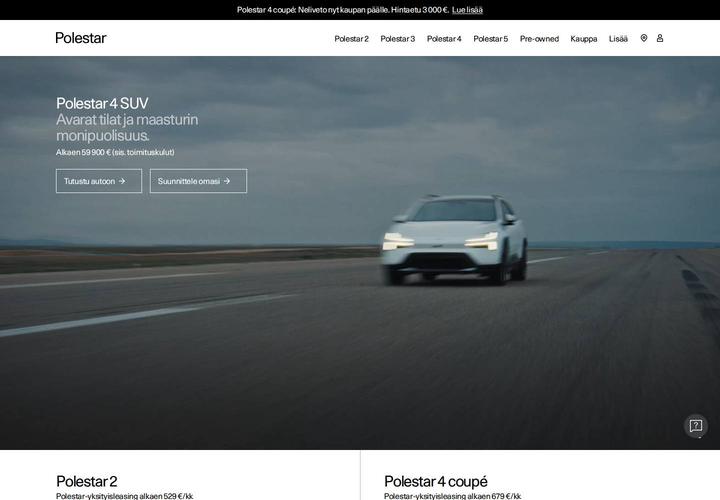 Polestar 4 coupé: Neliveto nyt kaupan päälle. Hintaetu 3 000 €. Lue lisää
Polestar
Polestar 2 Polestar 3 Polestar 4 Polestar 5 Pre-owned Kauppa Lisää
Polestar 4 SUV
Avarat tilat ja maasturin
monipuolisuus.
Alkaen 59 900 € (sis. toimituskulut)
Tutustu autoon → Suunnittele omasi →
Polestar 2
Polestar-yksityisleasing alkaen 529 €/kk
Polestar 4 coupé
Polestar-yksityisleasing alkaen 679 €/kk